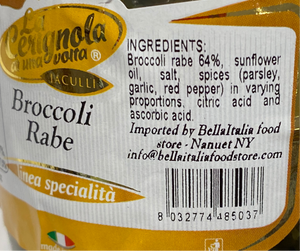 La
Cerignola
di una volta
PACULLI
Broccoli
Rabe
linea specialità
INGREDIENTS:
Broccoli rabe 64%, sunflower
oil, salt, spices (parsley,
garlic, red pepper) in varying
proportions, citric acid and
ascorbic acid.
Imported by BellaItalia food
store - Nanuet NY
info@bellaitaliafoodstore.com
8 032774 485037